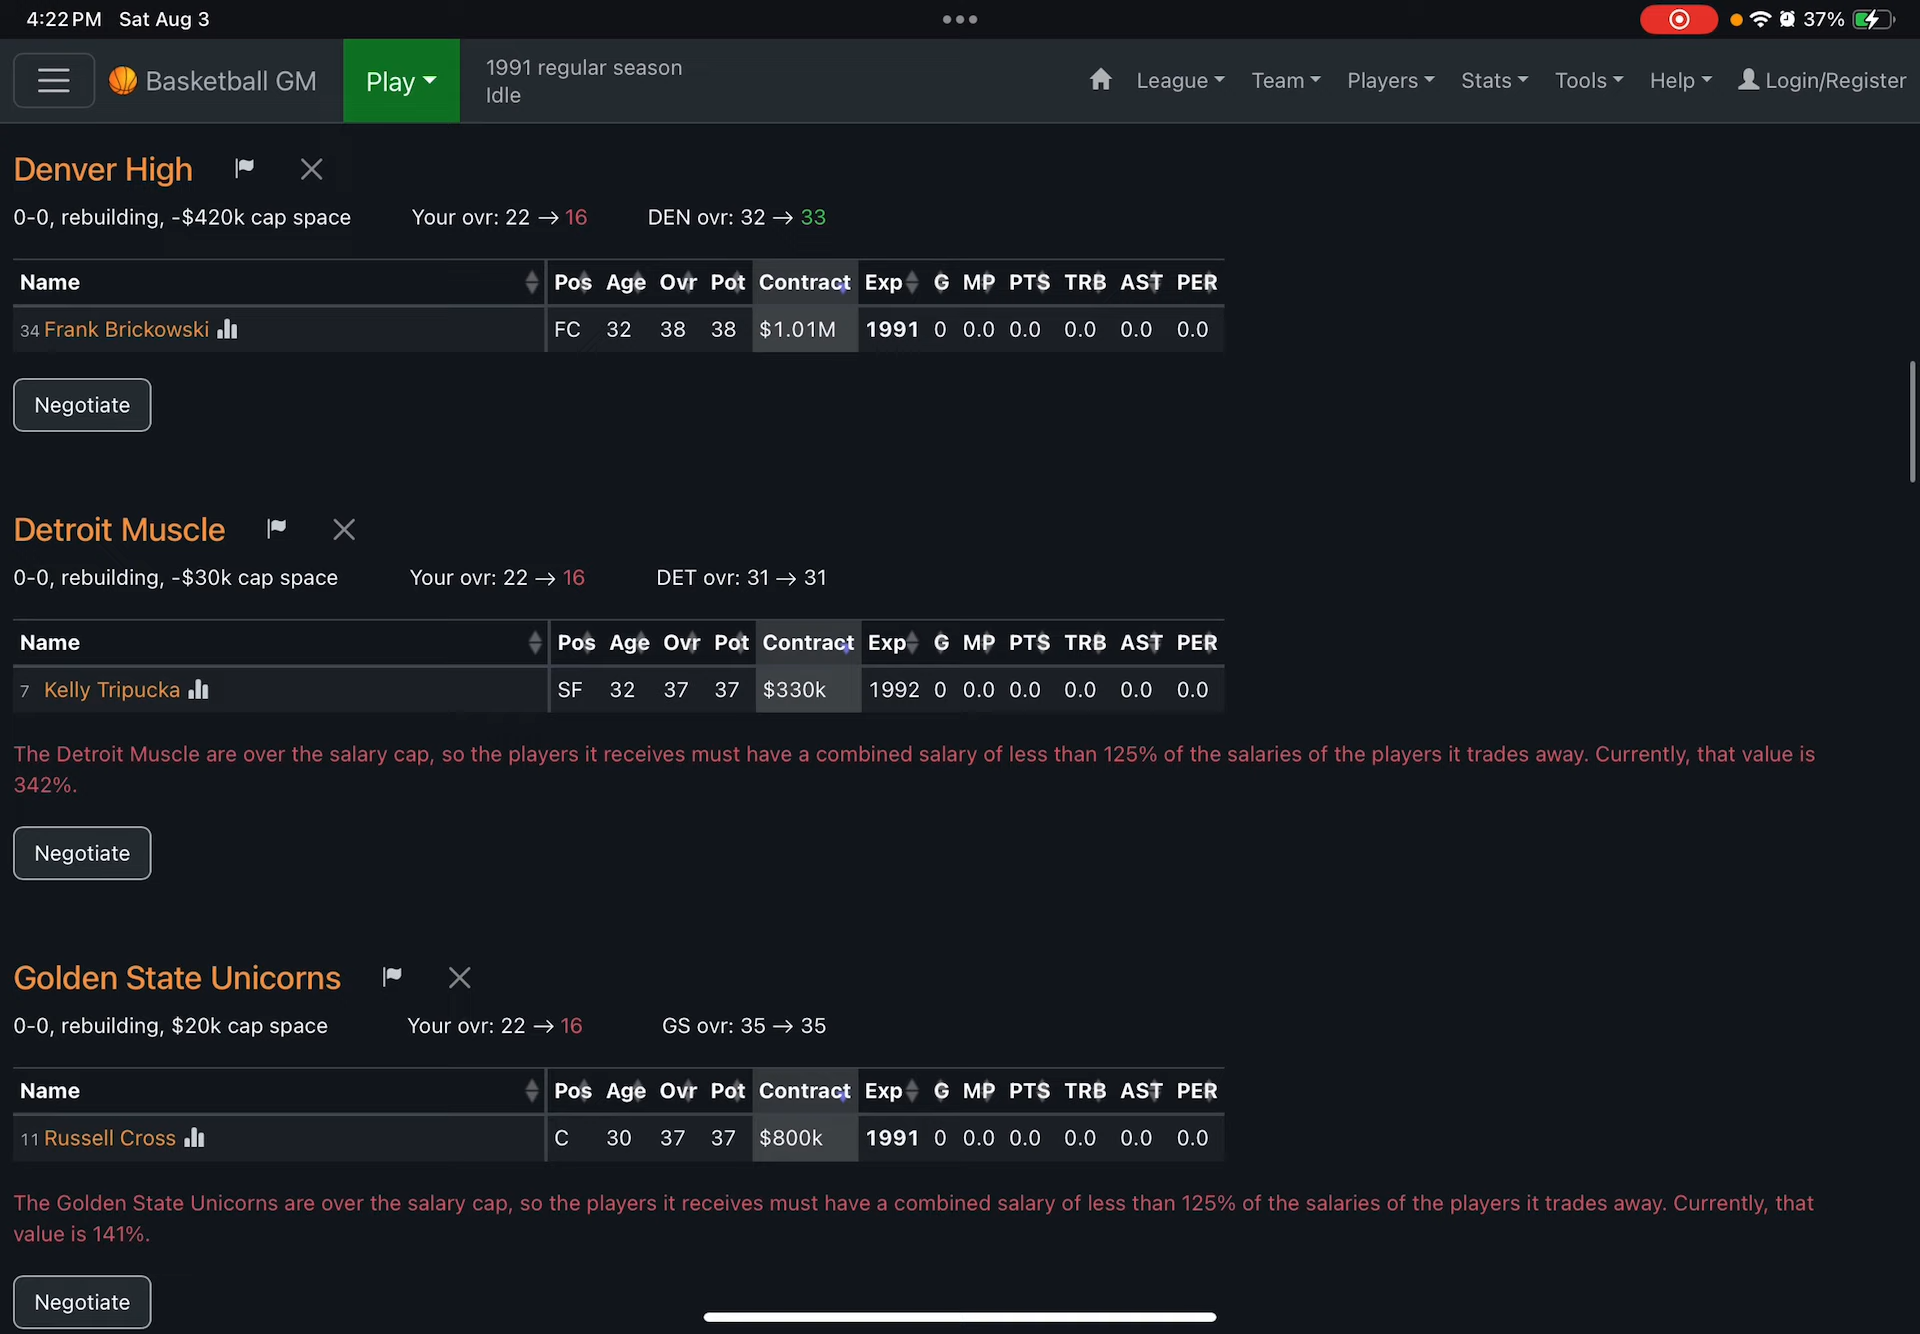 4:22 PM Sat Aug 3
37%
Basketball GM
Play
1991 regular season
Idle
League Team Players Stats Tools Help Login/Register
Denver High
0-0, rebuilding, -$420k cap space Your ovr: 22 → 16 DEN ovr: 32 → 33
Name Pos Age Ovr Pot Contract Exp G MP PTS TRB AST PER
34 Frank Brickowski FC 32 38 38 $1.01M 1991 0 0.0 0.0 0.0 0.0 0.0
Negotiate
Detroit Muscle
0-0, rebuilding, -$30k cap space Your ovr: 22 → 16 DET ovr: 31 → 31
Name Pos Age Ovr Pot Contract Exp G MP PTS TRB AST PER
7 Kelly Tripucka SF 32 37 37 $330k 1992 0 0.0 0.0 0.0 0.0 0.0
The Detroit Muscle are over the salary cap, so the players it receives must have a combined salary of less than 125% of the salaries of the players it trades away. Currently, that value is
342%.
Negotiate
Golden State Unicorns
0-0, rebuilding, $20k cap space Your ovr: 22 → 16 GS ovr: 35 → 35
Name Pos Age Ovr Pot Contract Exp G MP PTS TRB AST PER
11 Russell Cross C 30 37 37 $800k 1991 0 0.0 0.0 0.0 0.0 0.0
The Golden State Unicorns are over the salary cap, so the players it receives must have a combined salary of less than 125% of the salaries of the players it trades away. Currently, that
value is 141%.
Negotiate